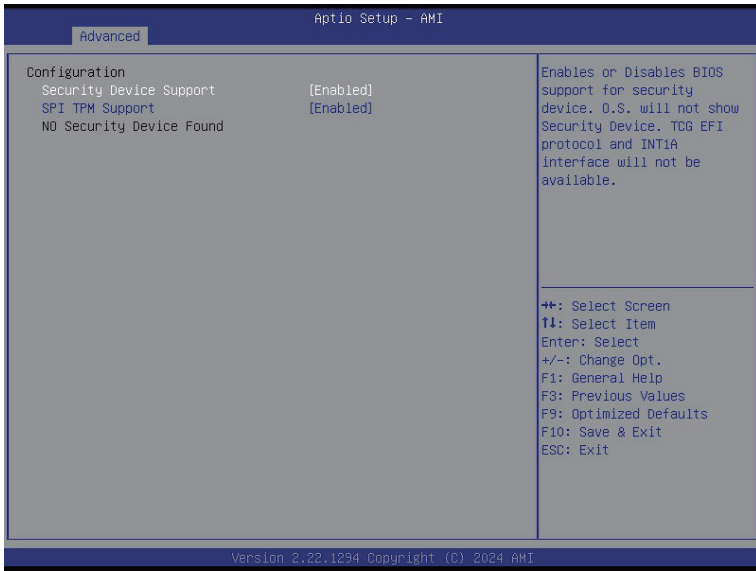 Aptio Setup – AMI
Advanced
Configuration
Security Device Support [Enabled]
SPI TPM Support [Enabled]
NO Security Device Found
Enables or Disables BIOS
support for security
device. O.S. will not show
Security Device. TCG EFI
protocol and INT1A
interface will not be
available.
→←: Select Screen
↑↓: Select Item
Enter: Select
+/-: Change Opt.
F1: General Help
F3: Previous Values
F9: Optimized Defaults
F10: Save & Exit
ESC: Exit
Version 2.22.1294 Copyright (C) 2024 AMI